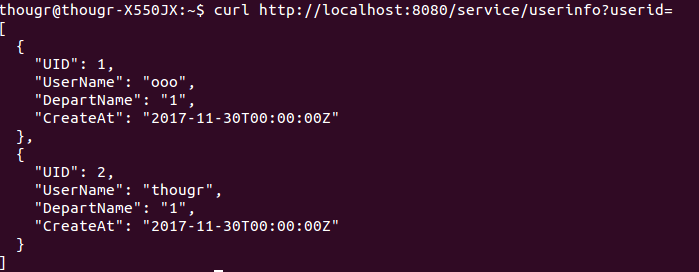 thougr@thougr-X550JX:~$ curl http://localhost:8080/service/userinfo?userid=
[
  {
    "UID": 1,
    "UserName": "ooo",
    "DepartName": "1",
    "CreateAt": "2017-11-30T00:00:00Z"
  },
  {
    "UID": 2,
    "UserName": "thougr",
    "DepartName": "1",
    "CreateAt": "2017-11-30T00:00:00Z"
  }
]